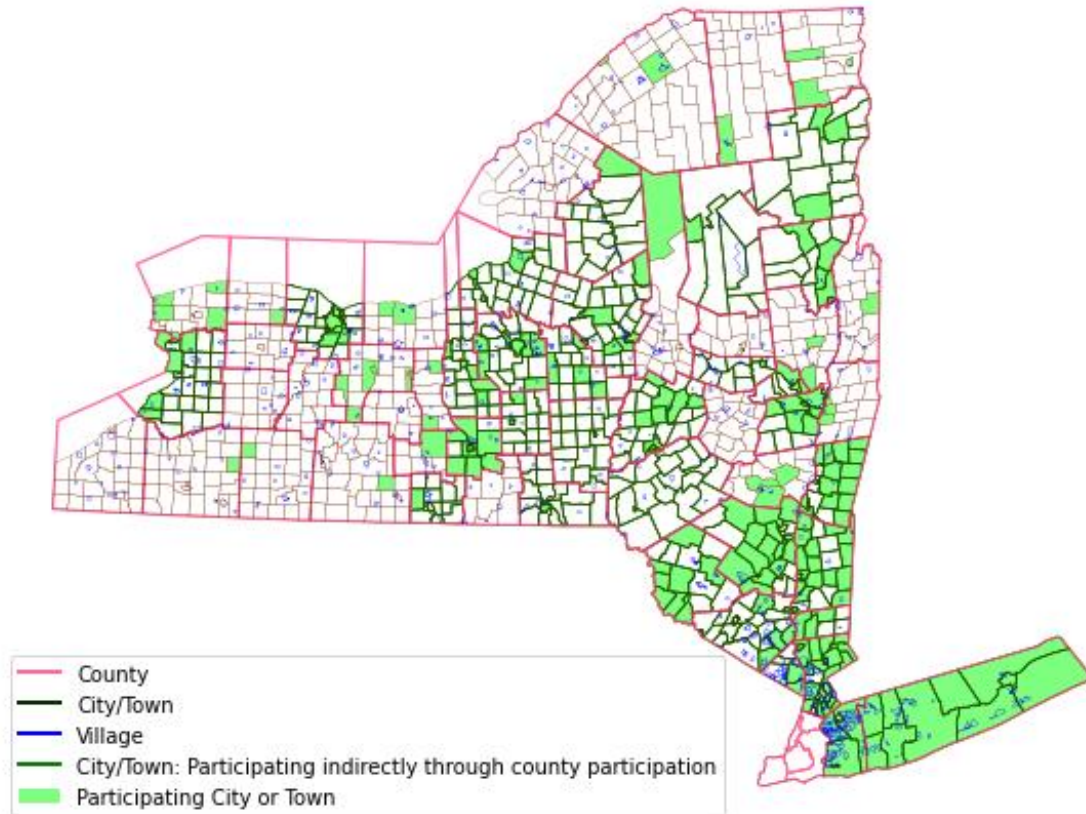 County
City/Town
Village
City/Town: Participating indirectly through county participation
Participating City or Town